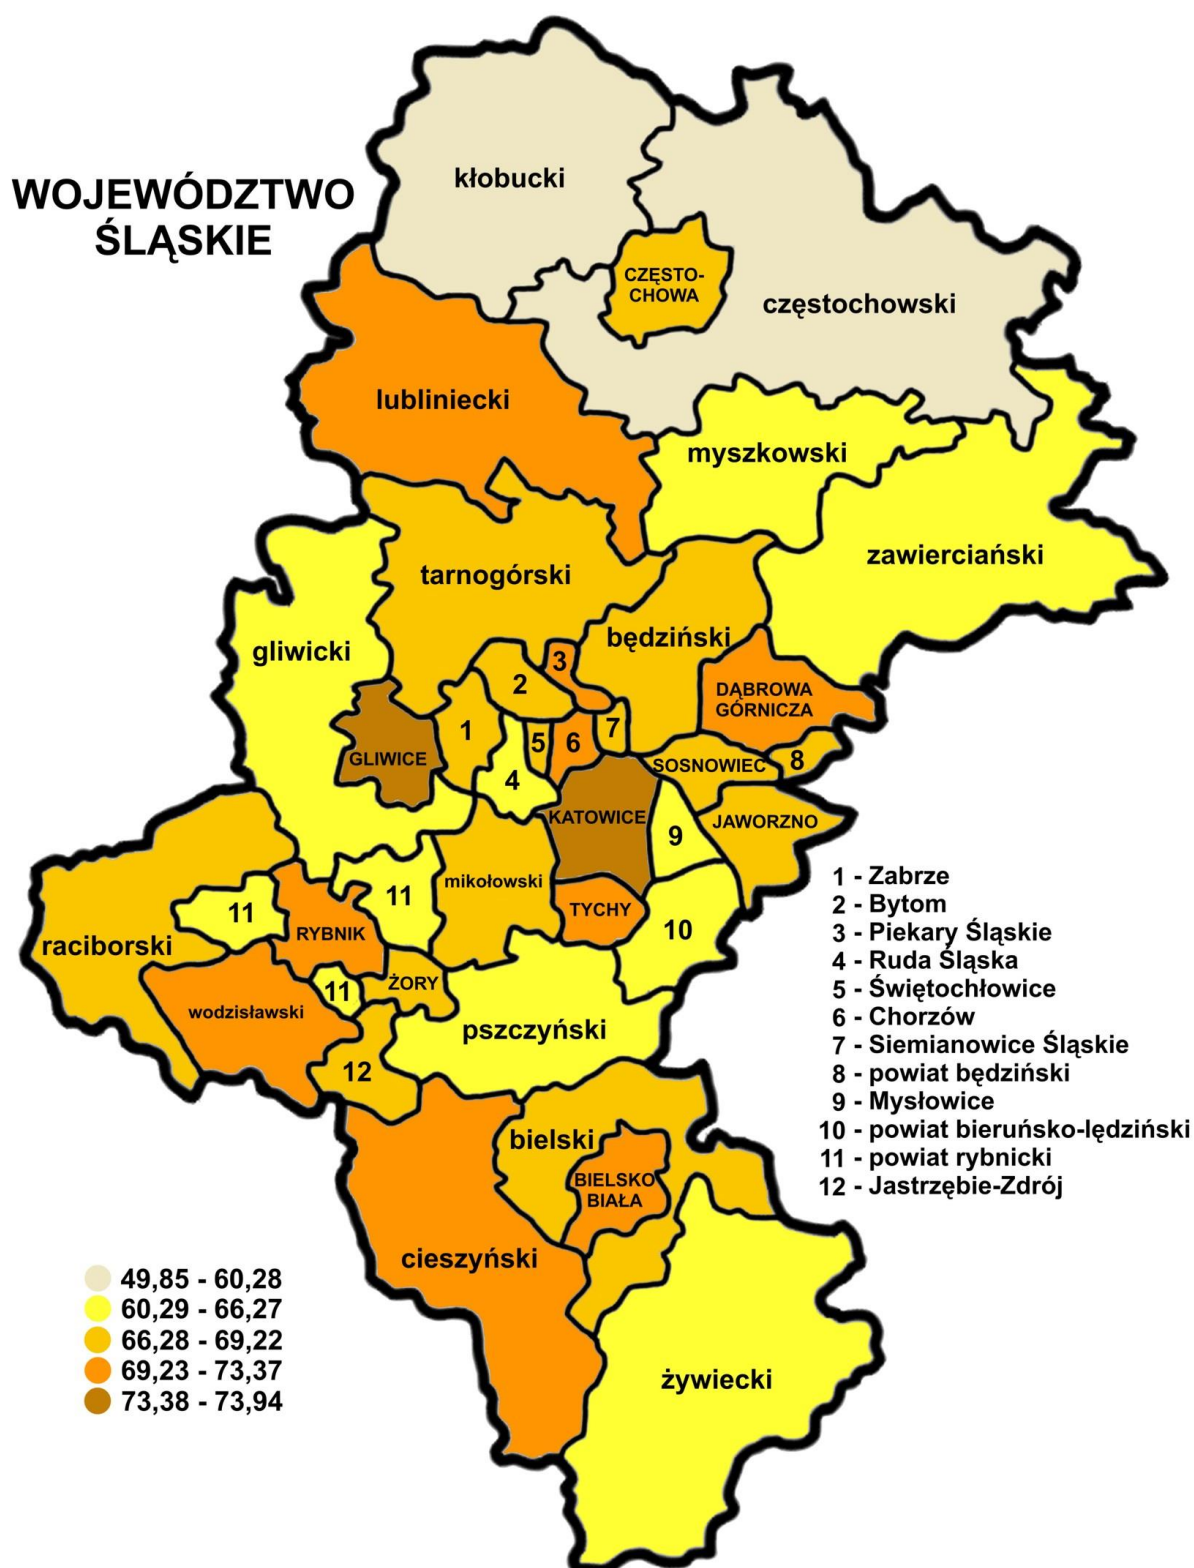 WOJEWÓDZTWO
ŚLĄSKIE
kłobucki
CZĘSTO-
CHOWA
częstochowski
lubliniecki
myszkowski
zawierciański
tarnogórski
będziński
gliwicki
3
2
DĄBROWA
GÓRNICZA
1
5
6
7
GLIWICE
4
SOSNOWIEC
8
KATOWICE
9
JAWORZNO
mikołowski
11
11
TYCHY
10
RYBNIK
raciborski
ŻORY
11
wodzisławski
pszczyński
12
bielski
BIELSKO
BIAŁA
cieszyński
żywiecki
1 - Zabrze
2 - Bytom
3 - Piekary Śląskie
4 - Ruda Śląska
5 - Świętochłowice
6 - Chorzów
7 - Siemianowice Śląskie
8 - powiat będziński
9 - Mysłowice
10 - powiat bieruńsko-lędziński
11 - powiat rybnicki
12 - Jastrzębie-Zdrój
49,85 - 60,28
60,29 - 66,27
66,28 - 69,22
69,23 - 73,37
73,38 - 73,94